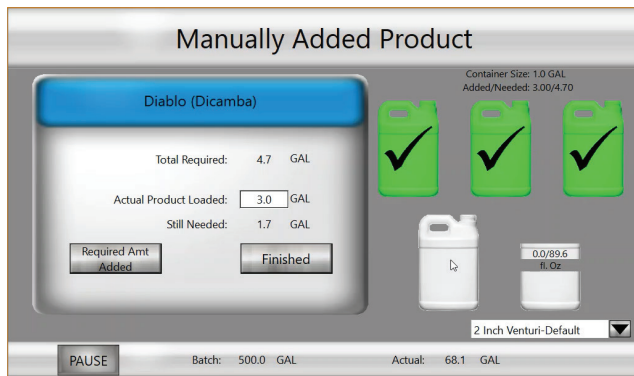 Manually Added Product
Diablo (Dicamba)
Total Required: 4.7 GAL
Actual Product Loaded: 3.0 GAL
Still Needed: 1.7 GAL
Required Amt
Added
Finished
Container Size: 1.0 GAL
Added/Needed: 3.00/4.70
0.0/89.6
fl. Oz
2 Inch Venturi-Default
PAUSE
Batch: 500.0 GAL
Actual: 68.1 GAL